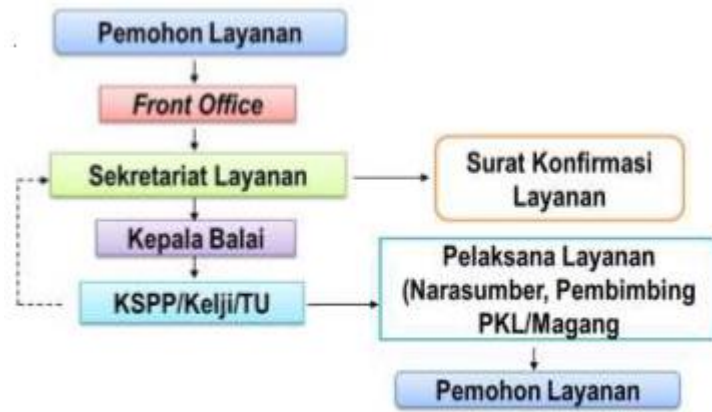 Pemohon Layanan
Front Office
Sekretariat Layanan
Surat Konfirmasi
Layanan
Kepala Balai
KSPP/Kelji/TU
Pelaksana Layanan
(Narasumber, Pembimbing
PKL/Magang
Pemohon Layanan